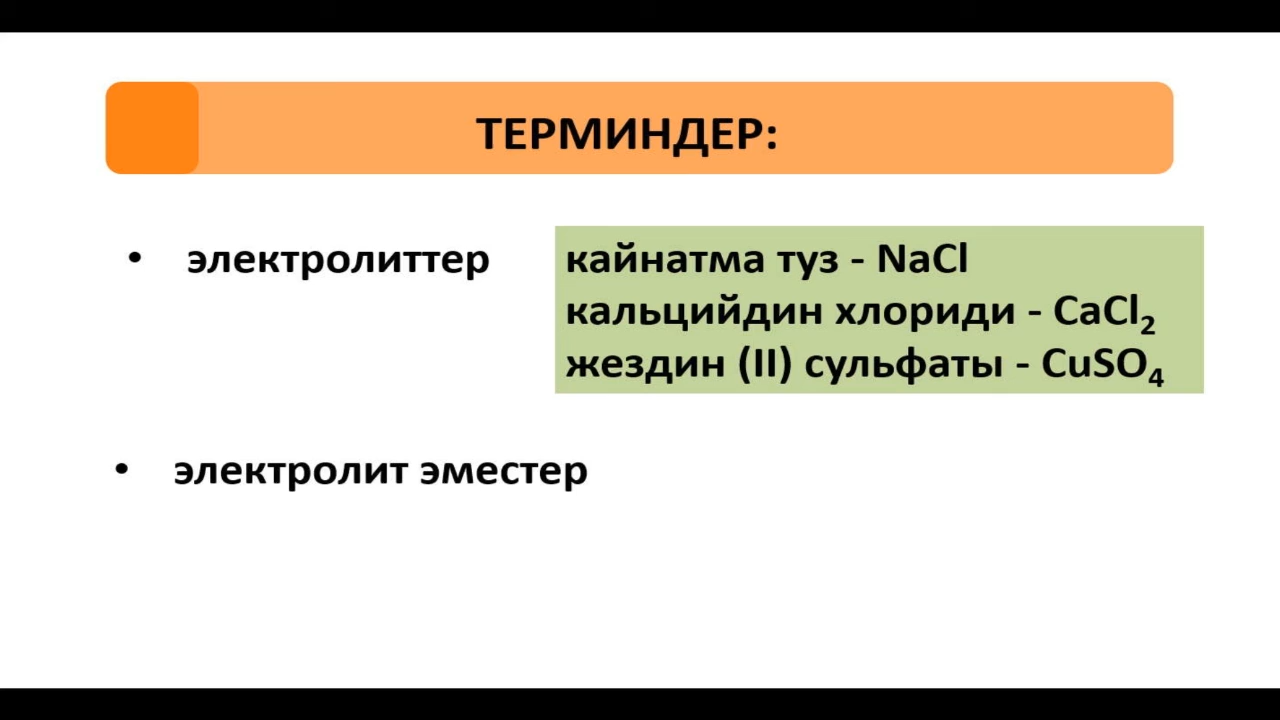 ТЕРМИНДЕР:
• электролиттер
кайнатма туз - NaCl
кальцийдин хлориди - CaCl₂
жездин (II) сульфаты - CuSO₄
• электролит эместер